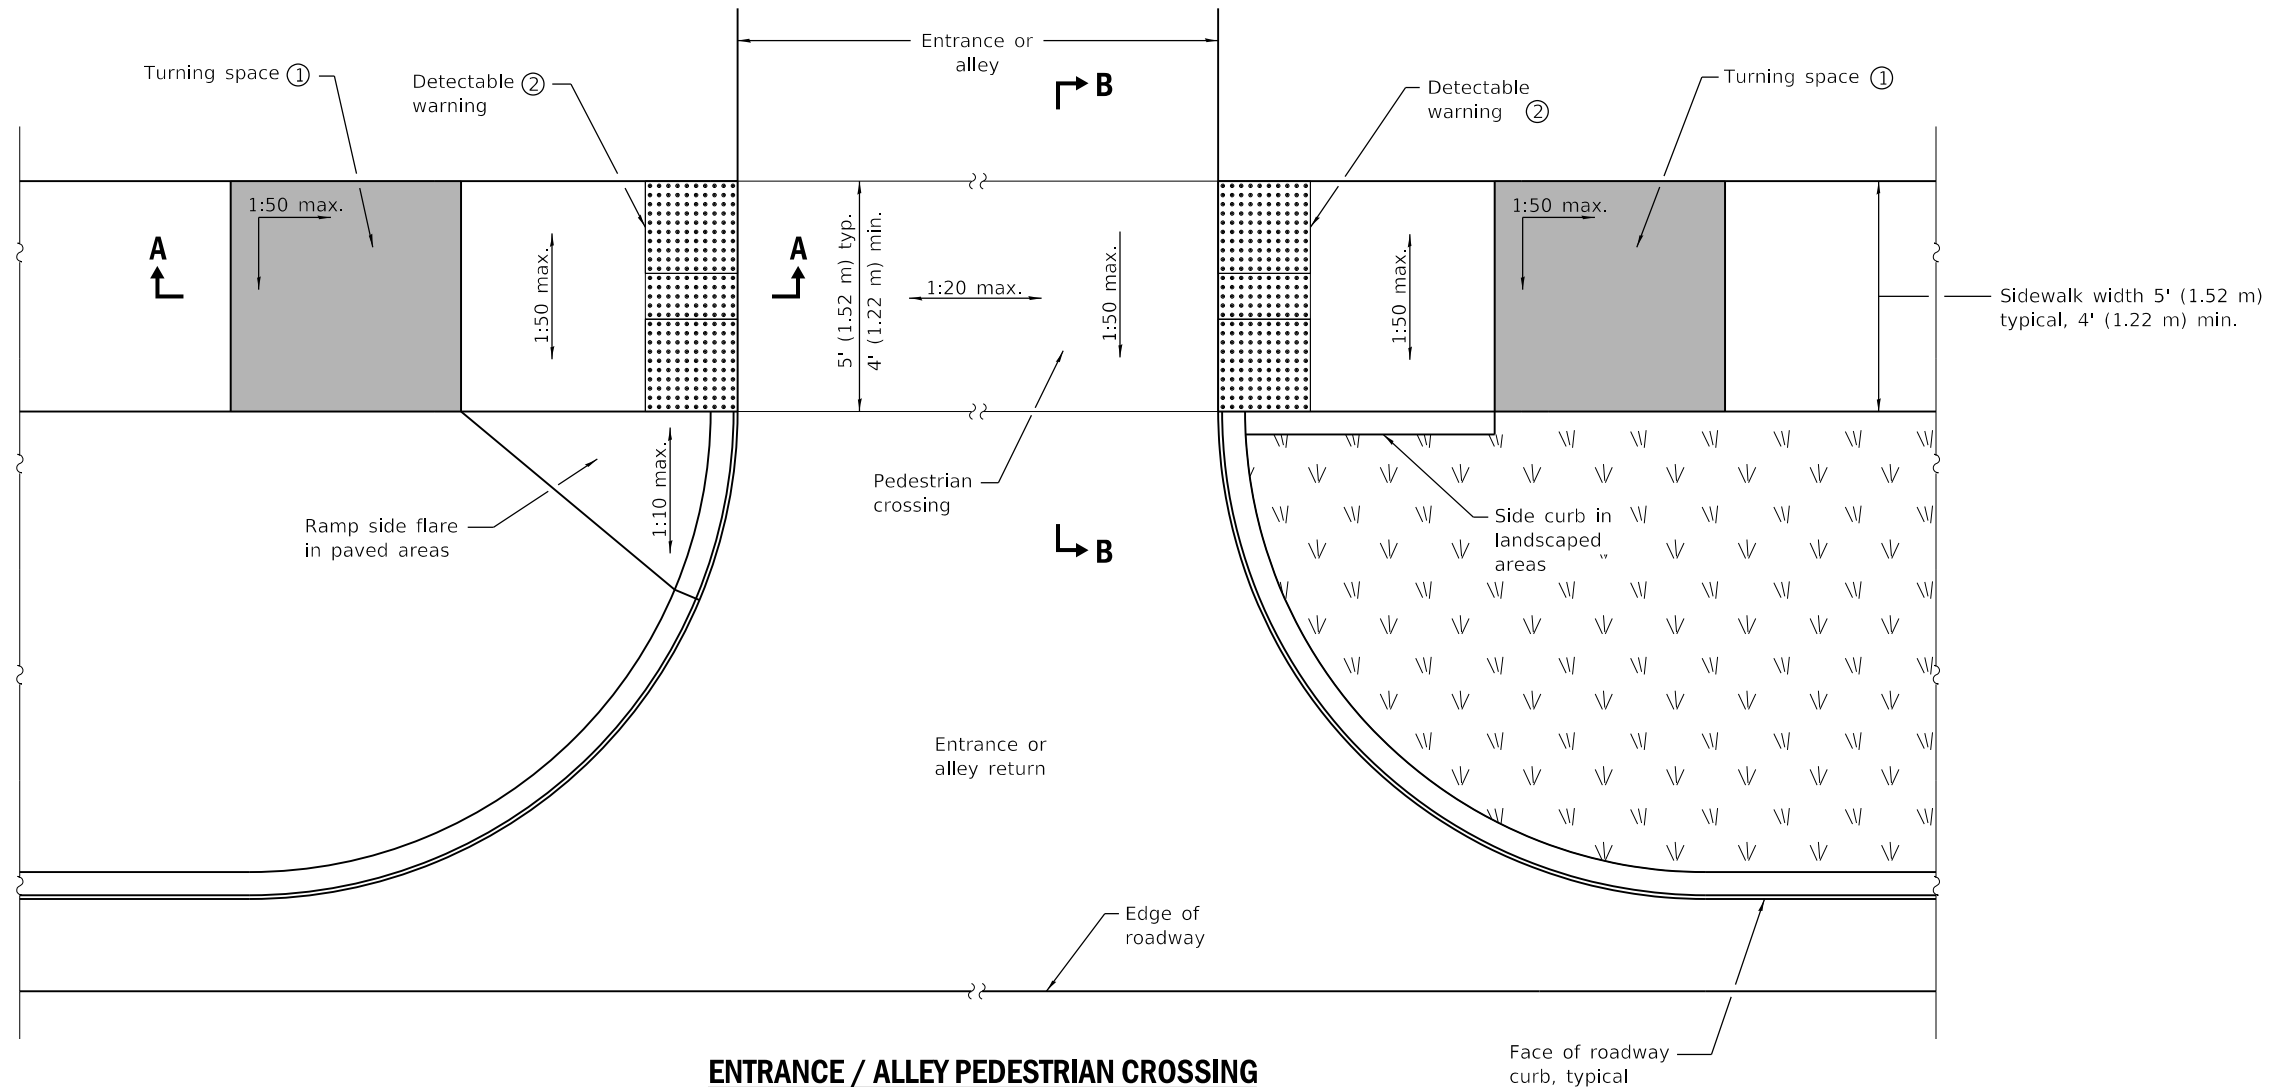 Entrance or
alley
Turning space ①
Detectable ②
warning
B
Detectable
warning ②
Turning space ①
1:50 max.
1:50 max.
A
A
1:50 max.
5' (1.52 m) typ.
4' (1.22 m) min.
1:20 max.
1:50 max.
1:50 max.
Sidewalk width 5' (1.52 m)
typical, 4' (1.22 m) min.
1:10 max.
Ramp side flare
in paved areas
Pedestrian
crossing
B
Side curb in
landscaped
areas
Entrance or
alley return
Edge of
roadway
Face of roadway
curb, typical
ENTRANCE / ALLEY PEDESTRIAN CROSSING